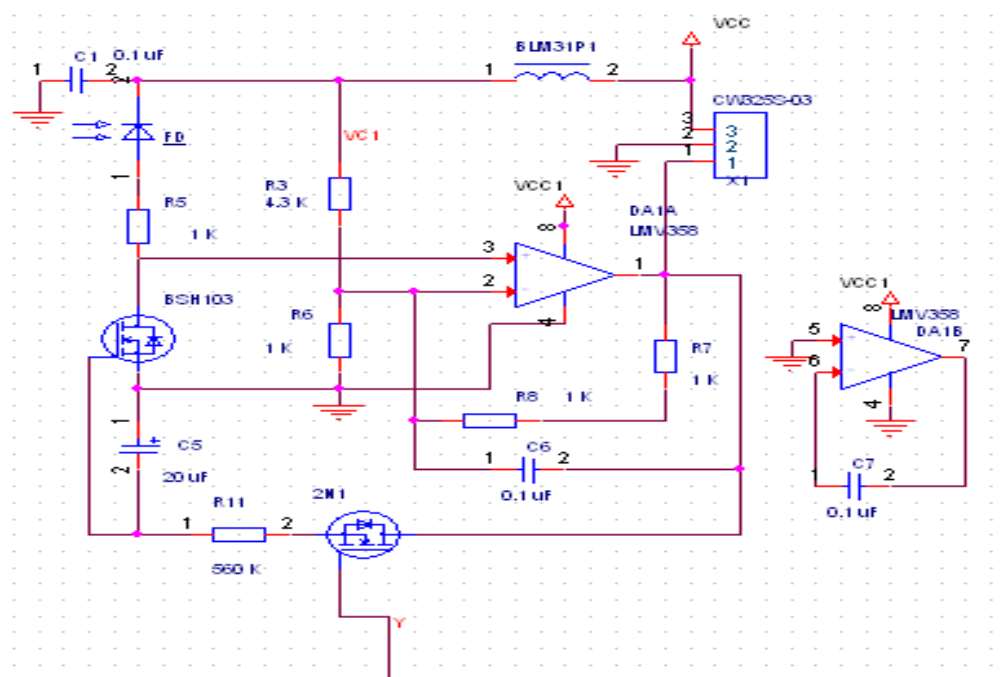 VCC
C1 0.1uF
1 2
BLM31P1
1 2
CW325S-03
3 3
2 2
1 1
X1
FD
VC1
1
R3
4.3 K
VCC1
8
DA1A
LMV358
R5
1 K
3
2
1
4
BSH103
R6
1 K
R7
1 K
VCC1
8
LMV358
DA1B
5
6
7
4
R8 1 K
1
C5
20 uF
2
C6
1 2
0.1 uF
C7
1 2
0.1 uF
R11
1 2
560 K
2N1
Y